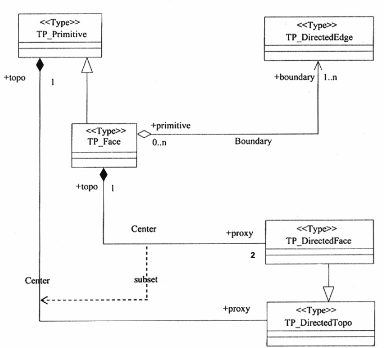 <<Type>>
TP_Primitive
<<Type>>
TP_DirectedEdge
+topo
1
+boundary
1..n
<<Type>>
TP_Face
+primitive
0..n
Boundary
+topo
1
Center
+proxy
2
<<Type>>
TP_DirectedFace
Center
subset
+proxy
<<Type>>
TP_DirectedTopo